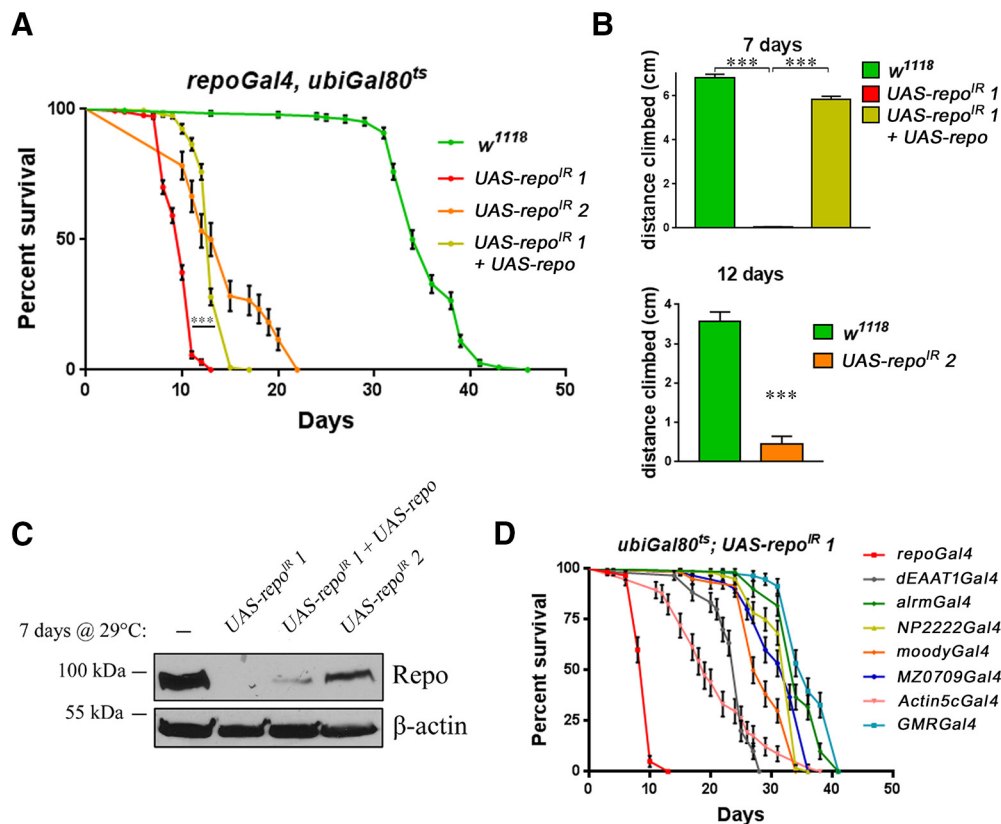 A
repoGal4, ubiGal80ts
Percent survival
100
50
0
0
10
20
30
40
50
Days
w1118
UAS-repoIR 1
UAS-repoIR 2
UAS-repoIR 1
+ UAS-repo
***
B
7 days
***
***
distance climbed (cm)
6
4
2
0
w1118
UAS-repoIR 1
UAS-repoIR 1
+ UAS-repo
12 days
distance climbed (cm)
4
3
2
1
0
***
w1118
UAS-repoIR 2
C
7 days @ 29°C:
–
UAS-repoIR 1
UAS-repoIR 1 + UAS-repo
UAS-repoIR 2
100 kDa
55 kDa
Repo
β-actin
D
ubiGal80ts; UAS-repoIR 1
Percent survival
100
75
50
25
0
0
10
20
30
40
50
Days
repoGal4
dEAAT1Gal4
alrmGal4
NP2222Gal4
moodyGal4
MZ0709Gal4
Actin5cGal4
GMRGal4